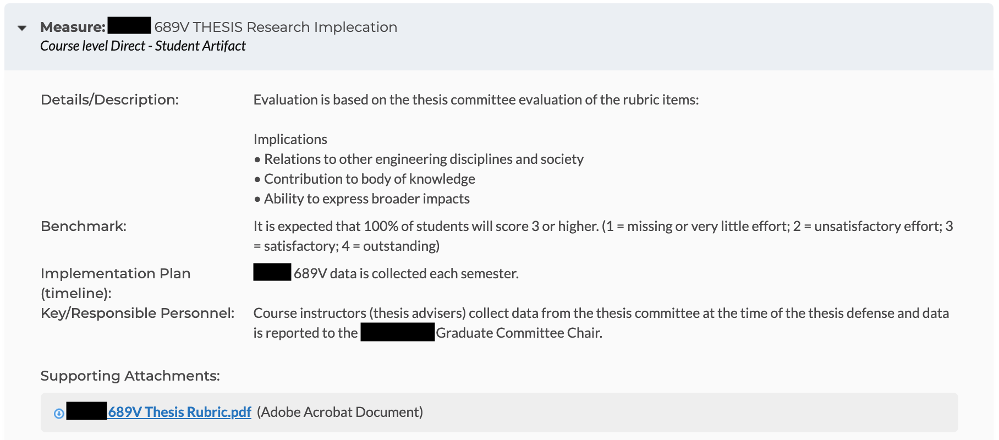 Measure: 689V THESIS Research Implecation
Course level Direct - Student Artifact
Details/Description:
Evaluation is based on the thesis committee evaluation of the rubric items:
Implications
• Relations to other engineering disciplines and society
• Contribution to body of knowledge
• Ability to express broader impacts
Benchmark:
It is expected that 100% of students will score 3 or higher. (1 = missing or very little effort; 2 = unsatisfactory effort; 3
= satisfactory; 4 = outstanding)
Implementation Plan
(timeline):
689V data is collected each semester.
Key/Responsible Personnel:
Course instructors (thesis advisers) collect data from the thesis committee at the time of the thesis defense and data
is reported to the Graduate Committee Chair.
Supporting Attachments:
689V Thesis Rubric.pdf (Adobe Acrobat Document)